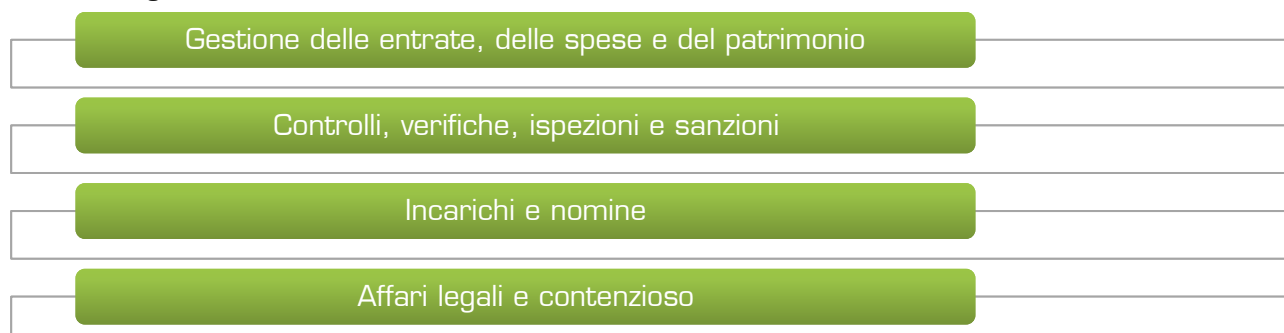 Gestione delle entrate, delle spese e del patrimonio
Controlli, verifiche, ispezioni e sanzioni
Incarichi e nomine
Affari legali e contenzioso